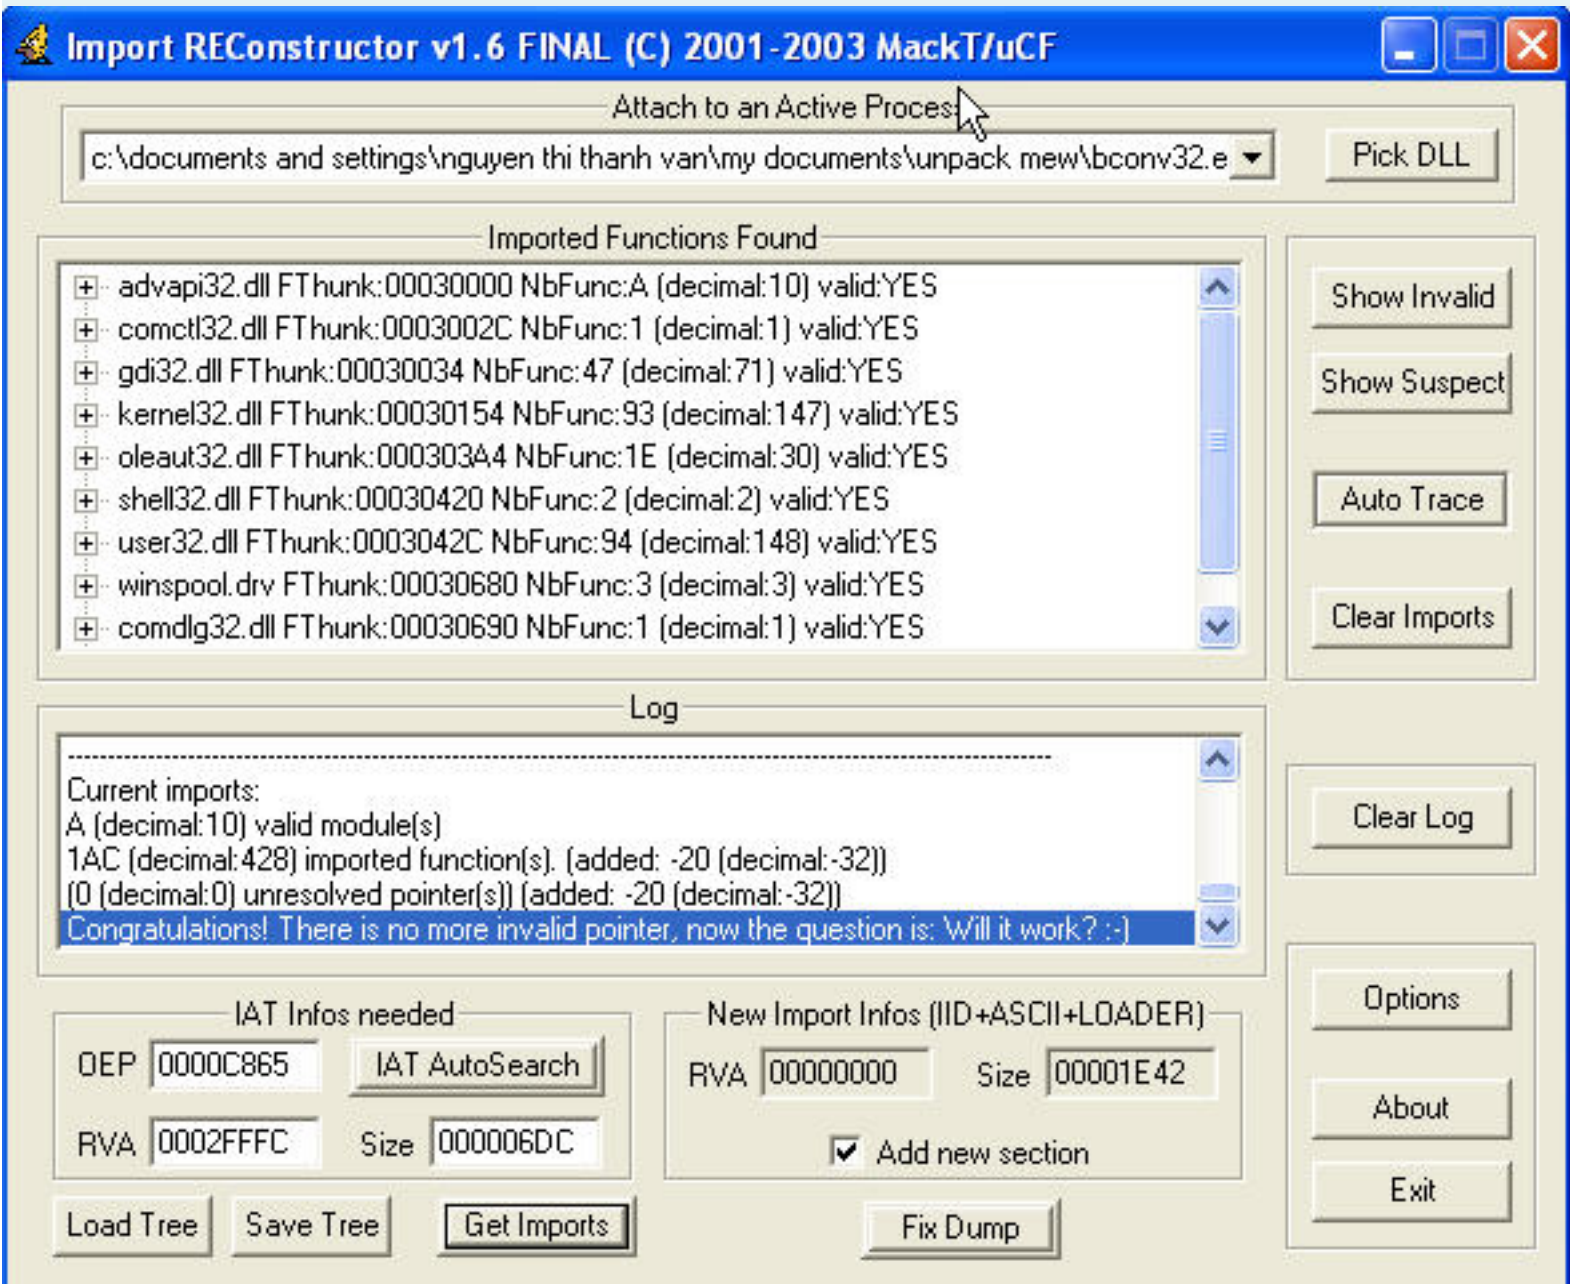 Import REConstructor v1.6 FINAL (C) 2001-2003 MackT/uCF
Attach to an Active Process
c:\documents and settings\nguyen thi thanh van\my documents\unpack mew\bconv32.e
Pick DLL
Imported Functions Found
advapi32.dll FThunk:00030000 NbFunc:A (decimal:10) valid:YES
comctl32.dll FThunk:0003002C NbFunc:1 (decimal:1) valid:YES
gdi32.dll FThunk:00030034 NbFunc:47 (decimal:71) valid:YES
kernel32.dll FThunk:00030154 NbFunc:93 (decimal:147) valid:YES
oleaut32.dll FThunk:000303A4 NbFunc:1E (decimal:30) valid:YES
shell32.dll FThunk:00030420 NbFunc:2 (decimal:2) valid:YES
user32.dll FThunk:0003042C NbFunc:94 (decimal:148) valid:YES
winspool.drv FThunk:00030680 NbFunc:3 (decimal:3) valid:YES
comdlg32.dll FThunk:00030690 NbFunc:1 (decimal:1) valid:YES
Show Invalid
Show Suspect
Auto Trace
Clear Imports
Log
Current imports:
A (decimal:10) valid module(s)
1AC (decimal:428) imported function(s). (added: -20 (decimal:-32))
(0 (decimal:0) unresolved pointer(s)) (added: -20 (decimal:-32))
Congratulations! There is no more invalid pointer, now the question is: Will it work? :-)
Clear Log
IAT Infos needed
OEP 0000C865 IAT AutoSearch
RVA 0002FFFC Size 000006DC
New Import Infos (IID+ASCII+LOADER)
RVA 00000000 Size 00001E42
Add new section
Options
About
Exit
Load Tree Save Tree Get Imports Fix Dump